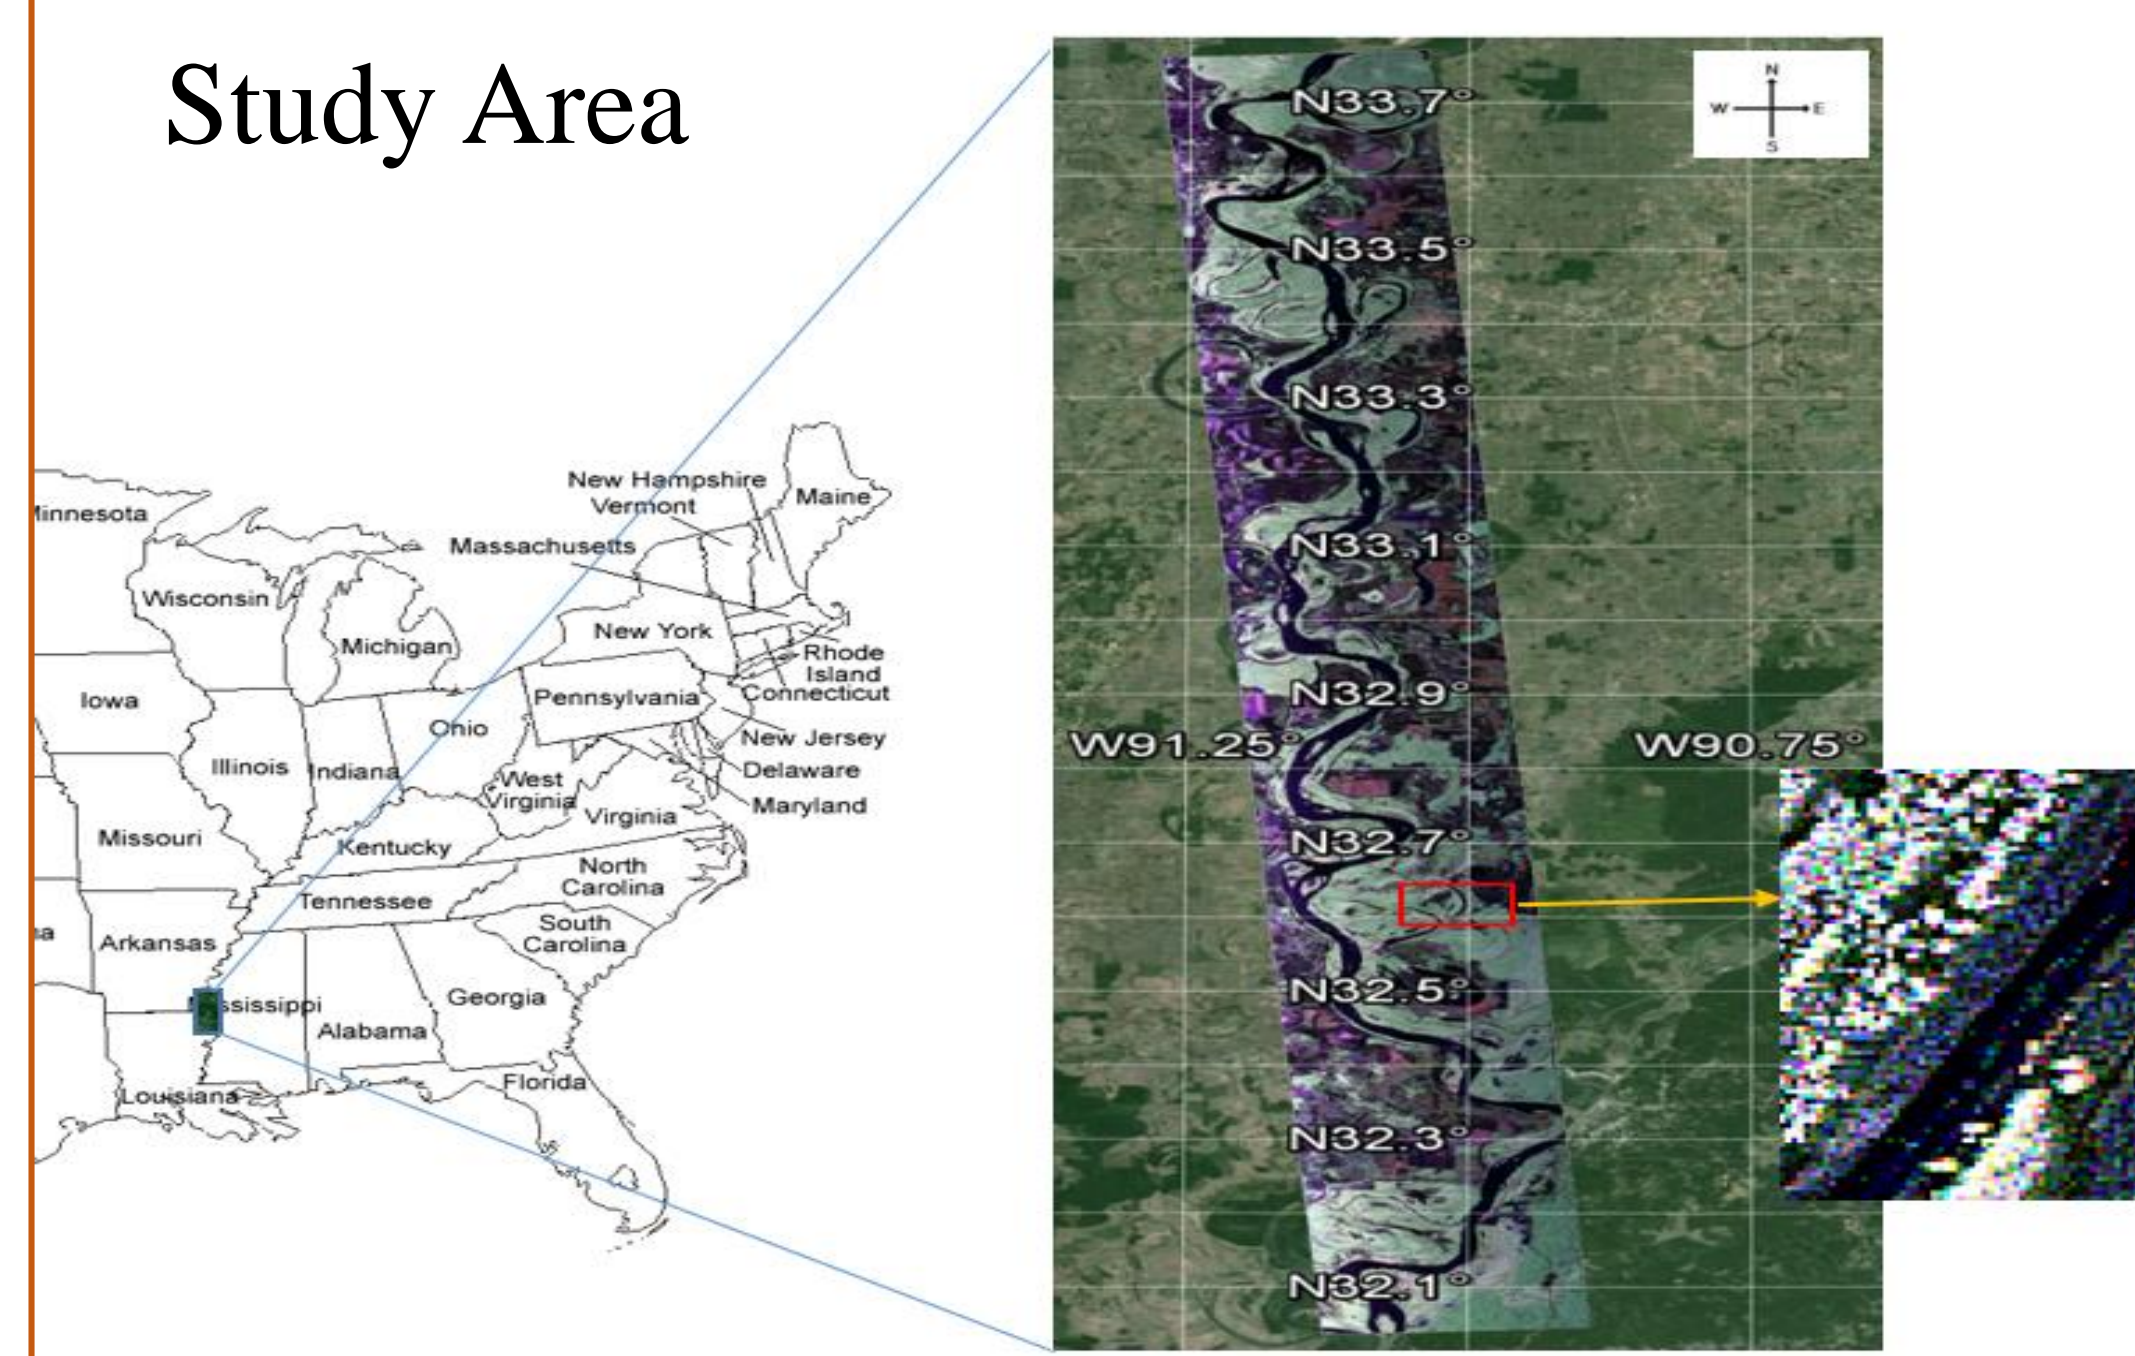 Study Area
New Hampshire
Vermont
Maine
Massachusetts
innesota
Wisconsin
Michigan
New York
Rhode
Island
Connecticut
Iowa
Pennsylvania
Ohio
New Jersey
Illinois
Indiana
West
Virginia
Delaware
Maryland
Virginia
Missouri
Kentucky
North
Carolina
Tennessee
South
Carolina
Arkansas
Georgia
ssissippi
Alabama
Florida
Louisiana
N
W
E
S
N33.7°
N33.5°
N33.3°
N33.1°
N32.9°
W91.25°
W90.75°
N32.7°
N32.5°
N32.3°
N32.1°